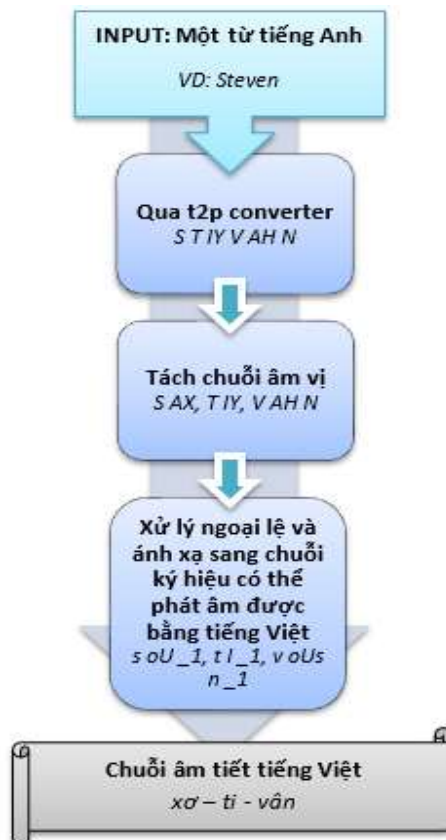 INPUT: Một từ tiếng Anh
VD: Steven
Qua t2p converter
S T IY V AH N
Tách chuỗi âm vị
S AX, T IY, V AH N
Xử lý ngoại lệ và
ánh xạ sang chuỗi
ký hiệu có thể
phát âm được
bằng tiếng Việt
s oU _1, t I _1, v oUs
n _1
Chuỗi âm tiết tiếng Việt
xơ – ti - vân